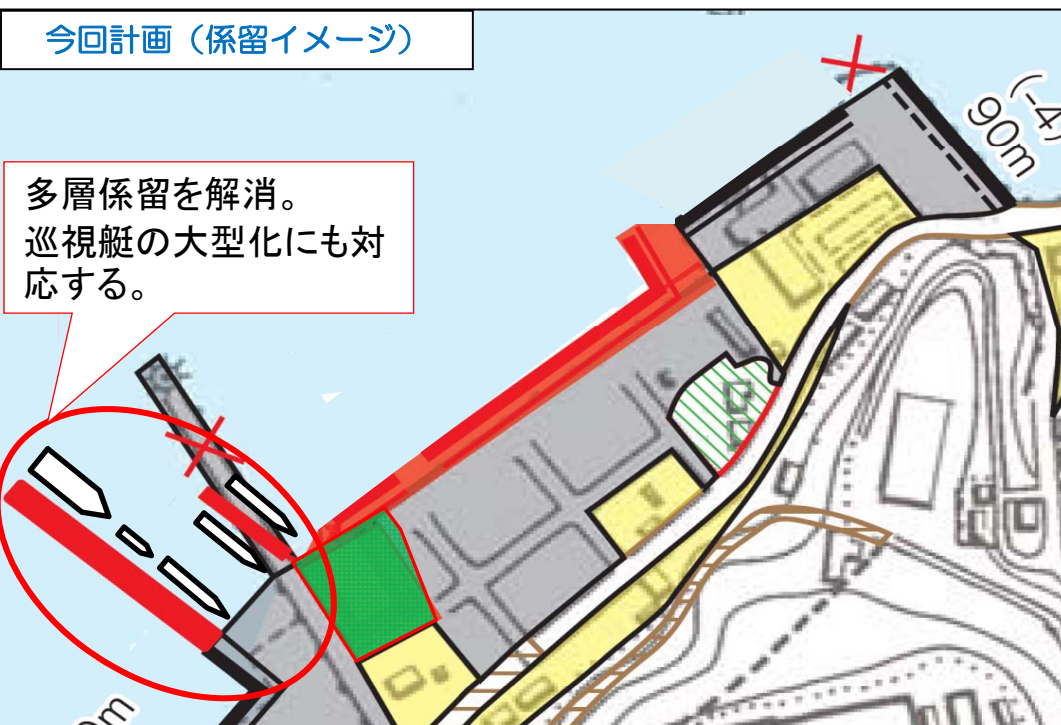 今回計画（係留イメージ）
多層係留を解消。
巡視艇の大型化にも対
応する。
(-4
90m